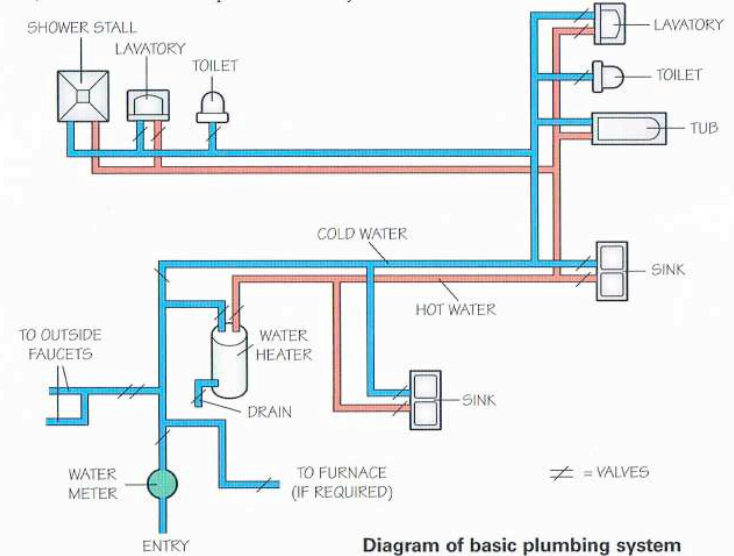 SHOWER STALL
LAVATORY
TOILET
LAVATORY
TOILET
TUB
COLD WATER
SINK
HOT WATER
TO OUTSIDE
FAUCETS
WATER
HEATER
DRAIN
SINK
WATER
METER
TO FURNACE
(IF REQUIRED)
= VALVES
ENTRY
Diagram of basic plumbing system